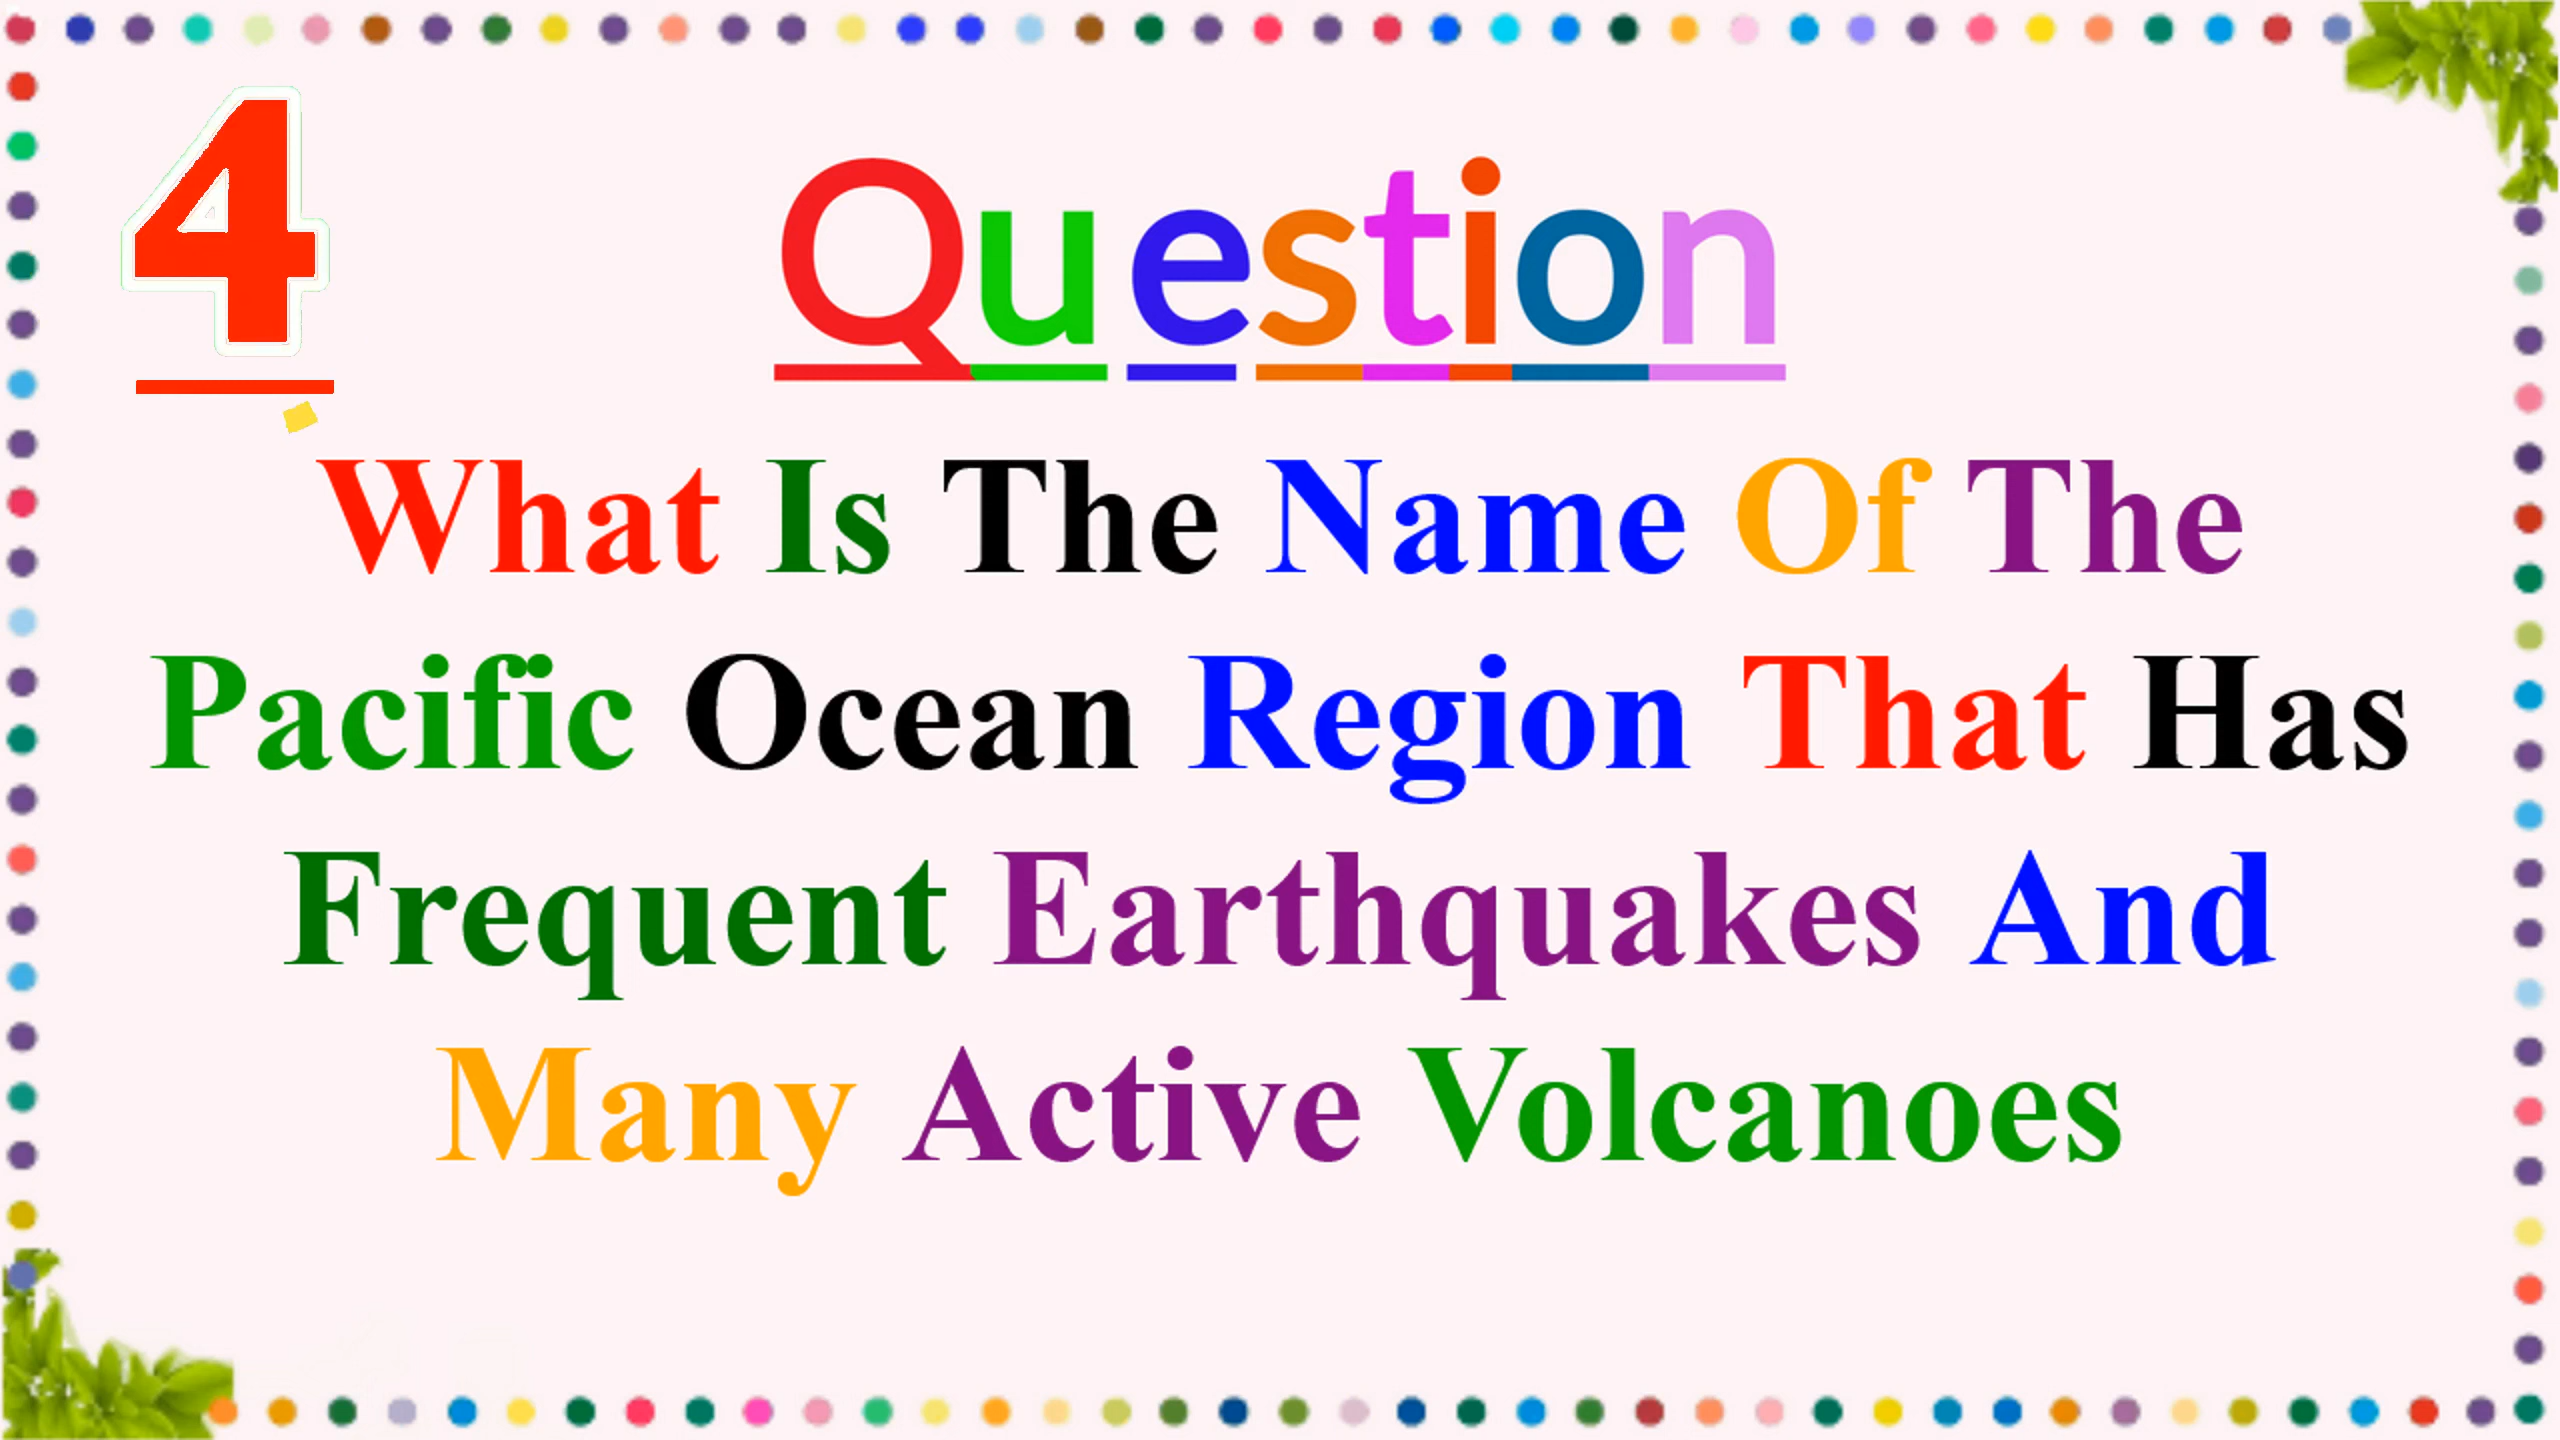 4
Question
What Is The Name Of The
Pacific Ocean Region That Has
Frequent Earthquakes And
Many Active Volcanoes